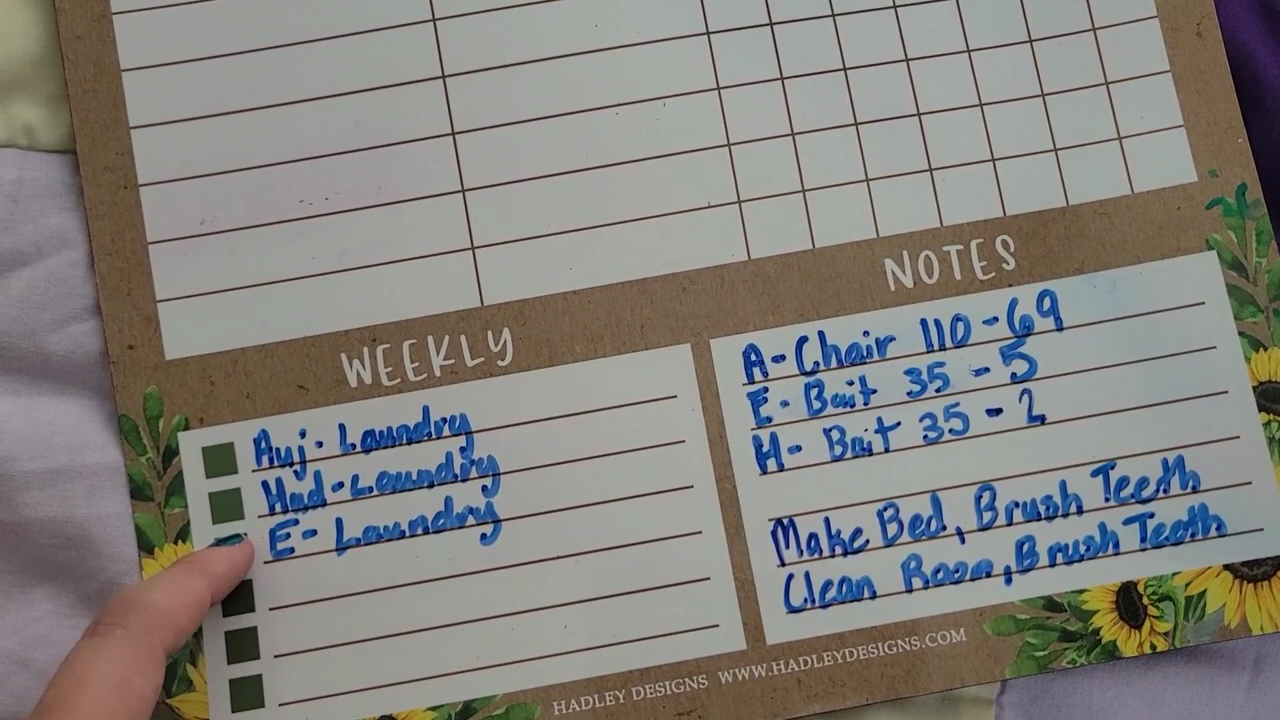 WEEKLY
Auj- Laundry
Had-Laundry
E- Laundry
NOTES
A-Chair 110-69
E- Bait 35 - 5
H- Bait 35 - 2
Make Bed, Brush Teeth
Clean Room, Brush Teeth
HADLEY DESIGNS WWW.HADLEYDESIGNS.COM